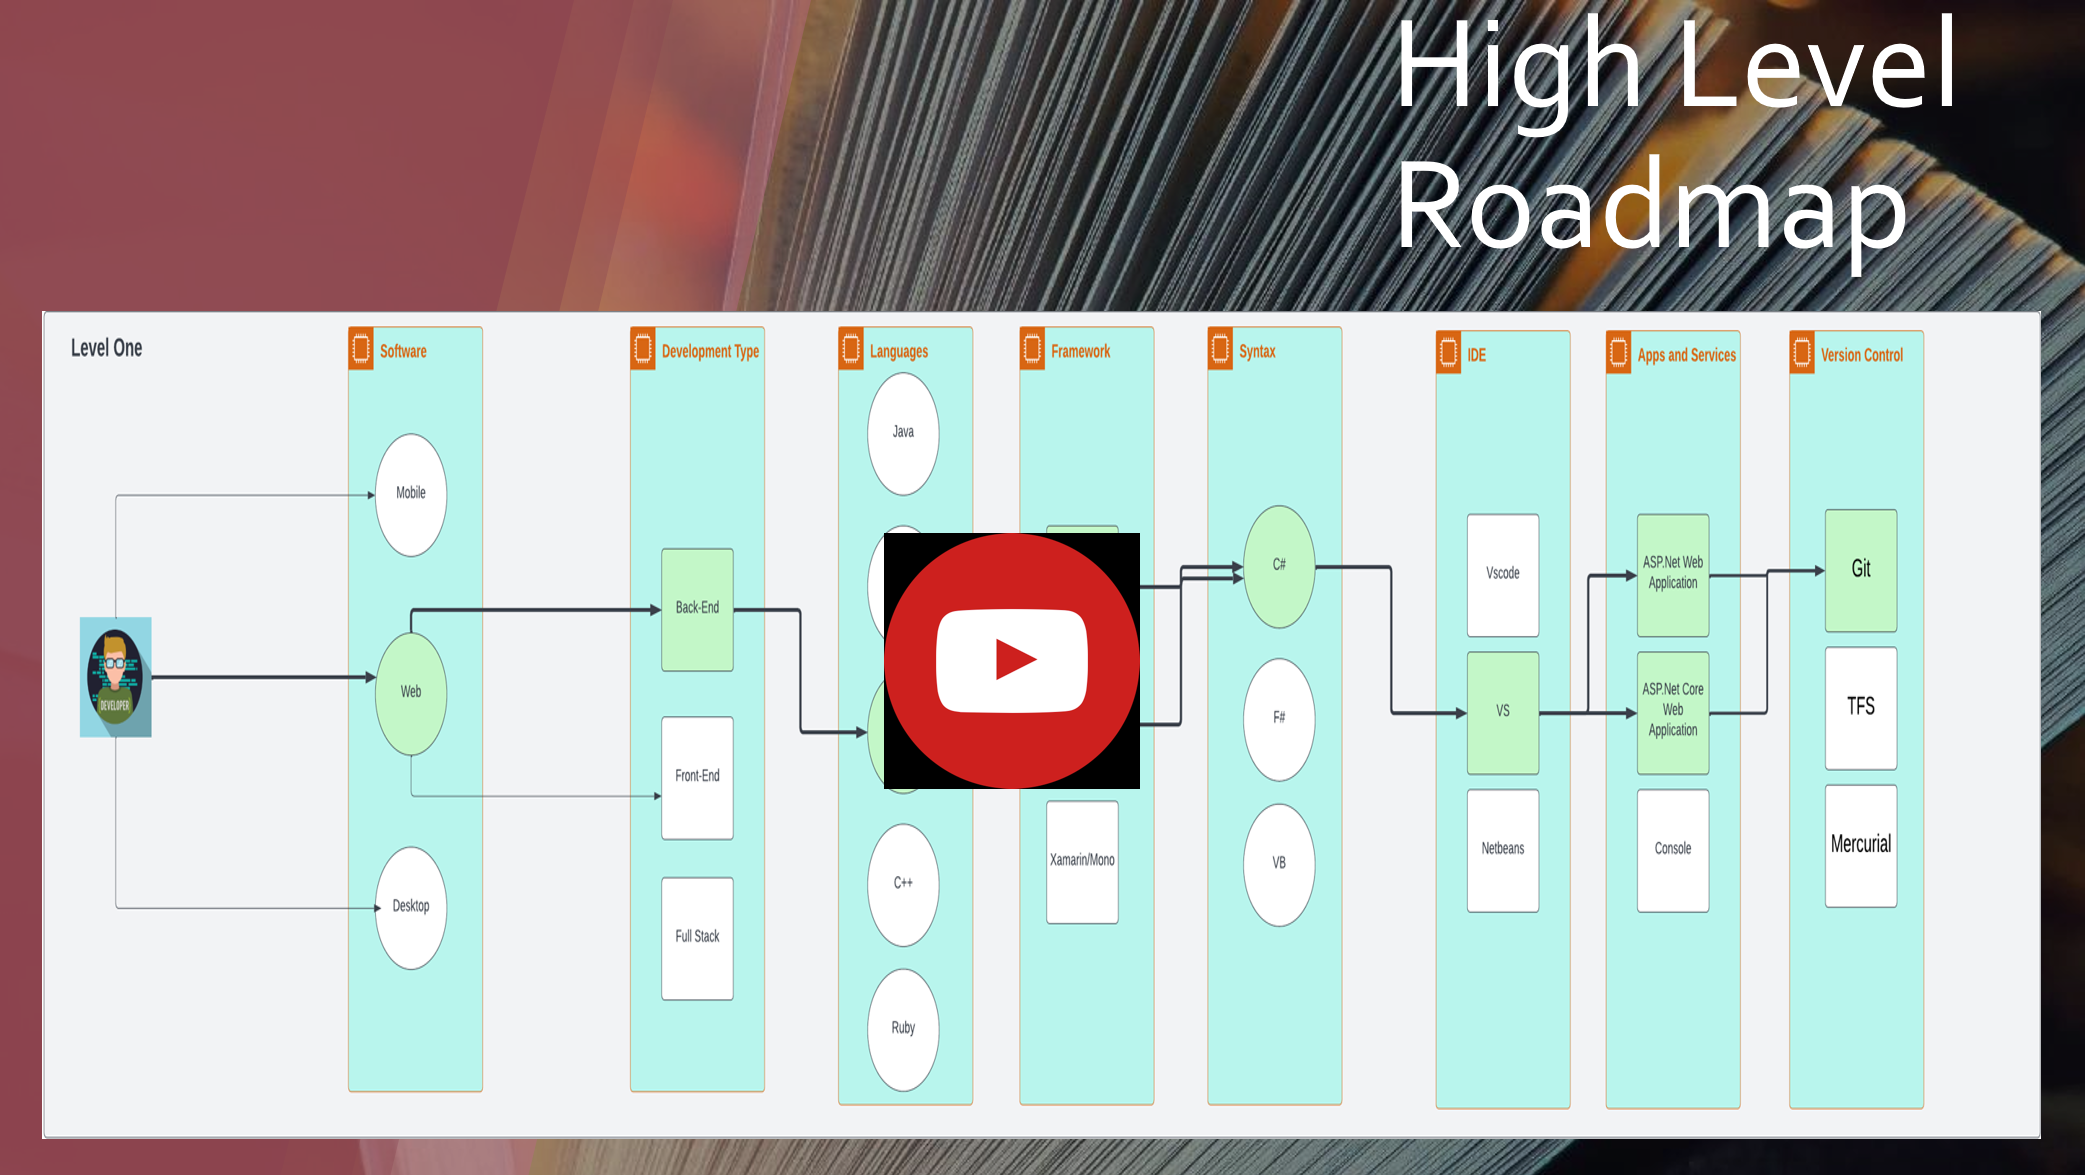 High Level
Roadmap
Level One
Software
Development Type
Languages
Framework
Syntax
IDE
Apps and Services
Version Control
Mobile
Web
Desktop
DEVELOPER
Back-End
Front-End
Full Stack
Java
C++
Ruby
Xamarin/Mono
C#
F#
VB
Vscode
VS
Netbeans
ASP.Net Web
Application
ASP.Net Core
Web
Application
Console
Git
TFS
Mercurial